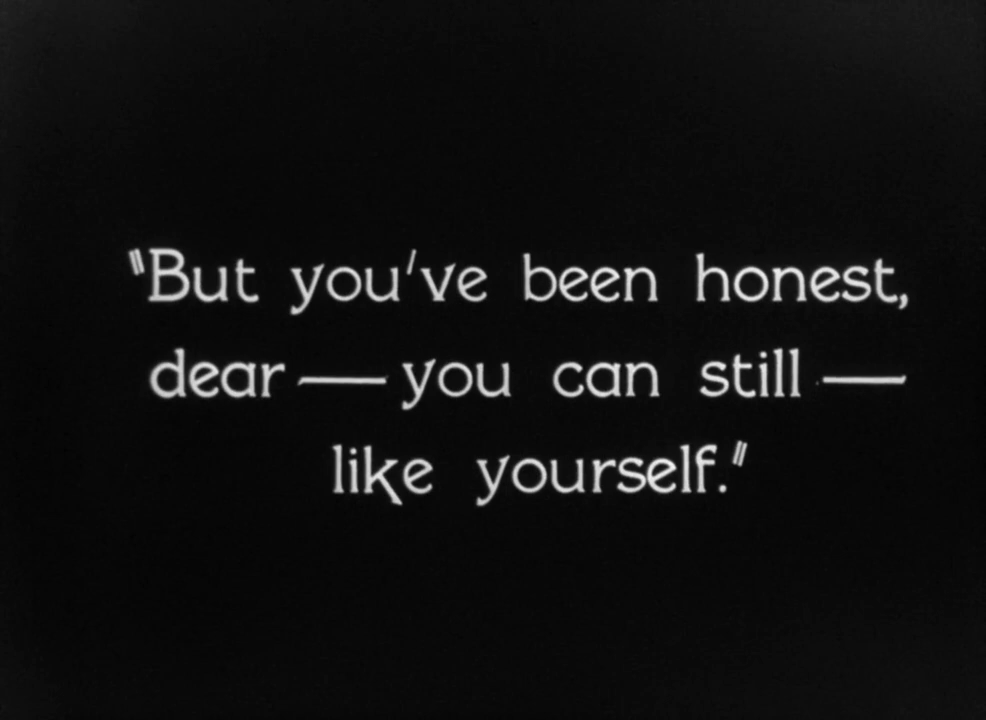 "But you've been honest,
dear — you can still —
like yourself."